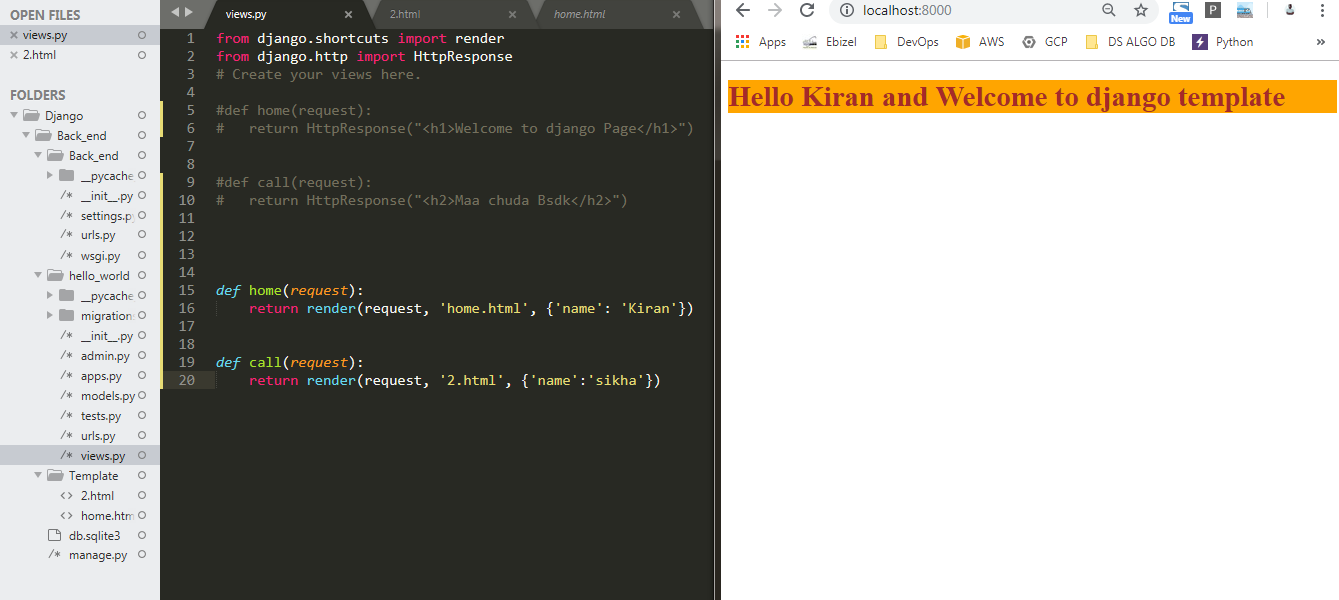 OPEN FILES
views.py
2.html
FOLDERS
Django
Back_end
Back_end
__pycache
__init__.py
settings.p
urls.py
wsgi.py
hello_world
__pycache
migration
__init__.py
admin.py
apps.py
models.py
tests.py
urls.py
views.py
Template
2.html
home.htm
db.sqlite3
manage.py
views.py
2.html
home.html
1 from django.shortcuts import render
2 from django.http import HttpResponse
3 # Create your views here.
4
5 #def home(request):
6 #   return HttpResponse("<h1>Welcome to django Page</h1>")
7
8
9 #def call(request):
10 #   return HttpResponse("<h2>Maa chuda Bsdk</h2>")
11
12
13
14
15 def home(request):
16     return render(request, 'home.html', {'name': 'Kiran'})
17
18
19 def call(request):
20     return render(request, '2.html', {'name':'sikha'})
localhost:8000
New
P
Apps
Ebizel
DevOps
AWS
GCP
DS ALGO DB
Python
»
Hello Kiran and Welcome to django template